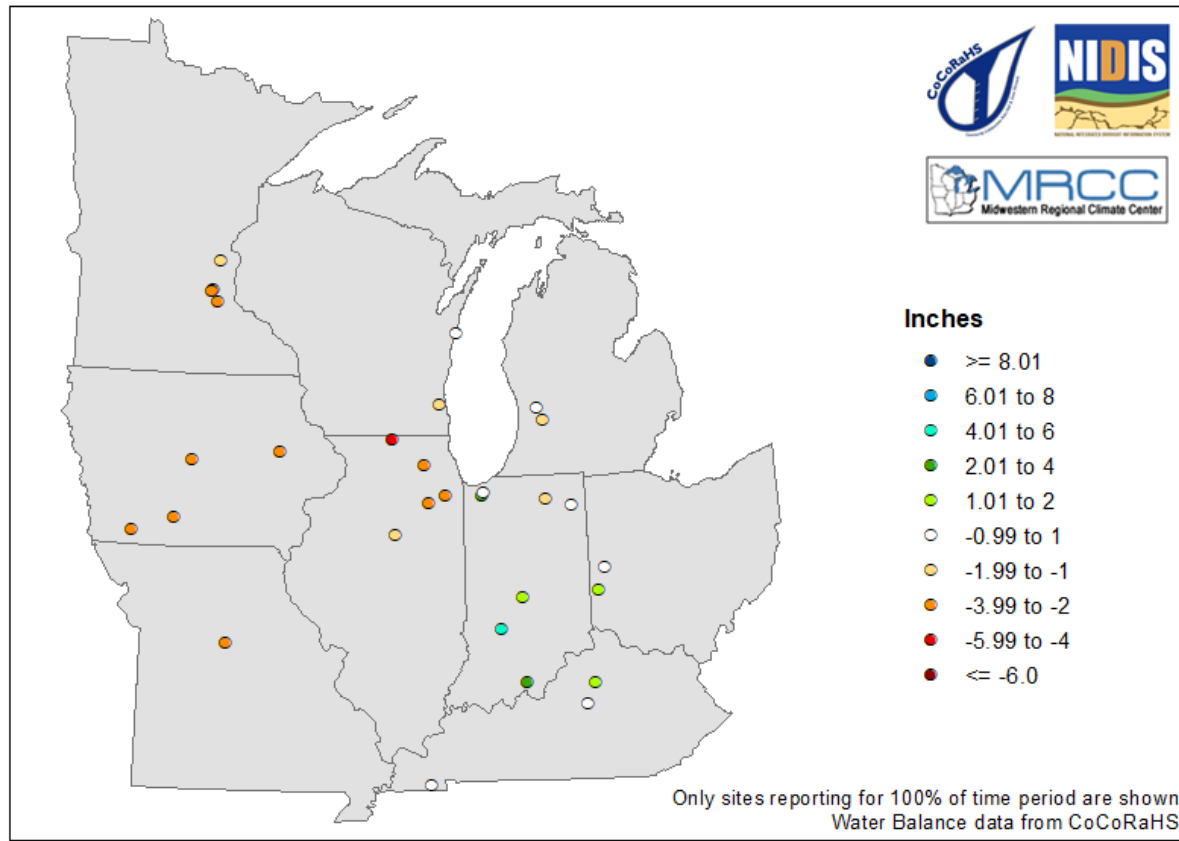 CoCoRaHS
NIDIS
NATIONAL INTEGRATED DROUGHT INFORMATION SYSTEM
MRCC
Midwestern Regional Climate Center
Inches
>= 8.01
6.01 to 8
4.01 to 6
2.01 to 4
1.01 to 2
-0.99 to 1
-1.99 to -1
-3.99 to -2
-5.99 to -4
<= -6.0
Only sites reporting for 100% of time period are shown
Water Balance data from CoCoRaHS